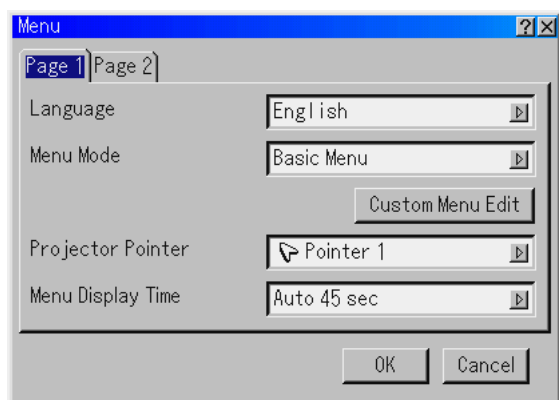 Menu
Page 1 Page 2
Language English
Menu Mode Basic Menu
Custom Menu Edit
Projector Pointer Pointer 1
Menu Display Time Auto 45 sec
OK Cancel